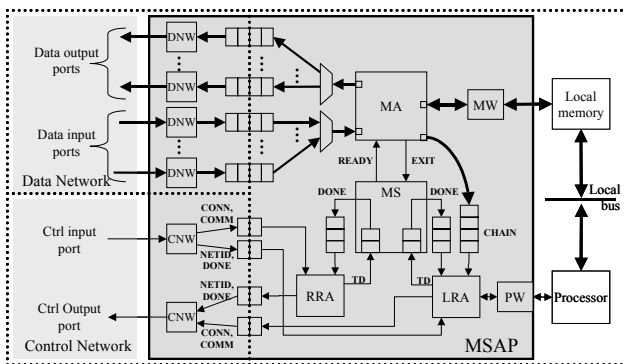 Data output
ports
DNW
DNW
Data input
ports
DNW
DNW
Data Network
MA
MW
Local
memory
READY
EXIT
Local
bus
DONE
MS
DONE
CHAIN
Ctrl input
port
CNW
CONN,
COMM
NETID,
DONE
TD
TD
RRA
LRA
PW
Processor
NETID,
DONE
Ctrl Output
port
CNW
CONN,
COMM
Control Network
MSAP